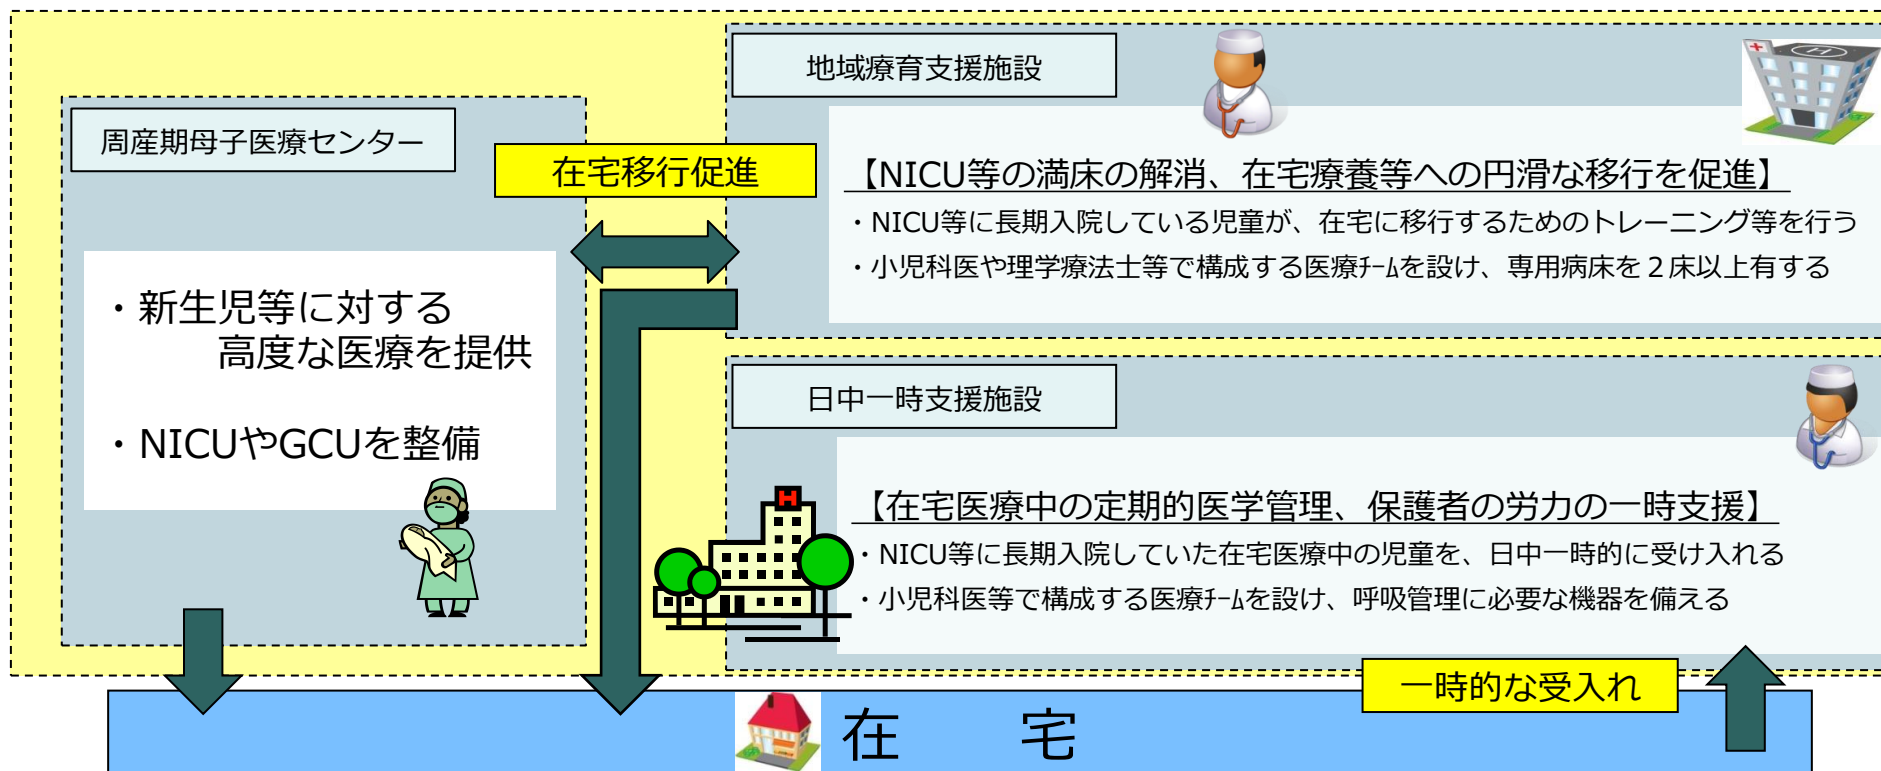 周産期母子医療センター
・新生児等に対する
高度な医療を提供
・NICUやGCUを整備
在宅移行促進
地域療育支援施設
【NICU等の満床の解消、在宅療養等への円滑な移行を促進】
・NICU等に長期入院している児童が、在宅に移行するためのトレーニング等を行う
・小児科医や理学療法士等で構成する医療ﾁｰﾑを設け、専用病床を２床以上有する
日中一時支援施設
【在宅医療中の定期的医学管理、保護者の労力の一時支援】
・NICU等に長期入院していた在宅医療中の児童を、日中一時的に受け入れる
・小児科医等で構成する医療ﾁｰﾑを設け、呼吸管理に必要な機器を備える
H
H
一時的な受入れ
在　宅